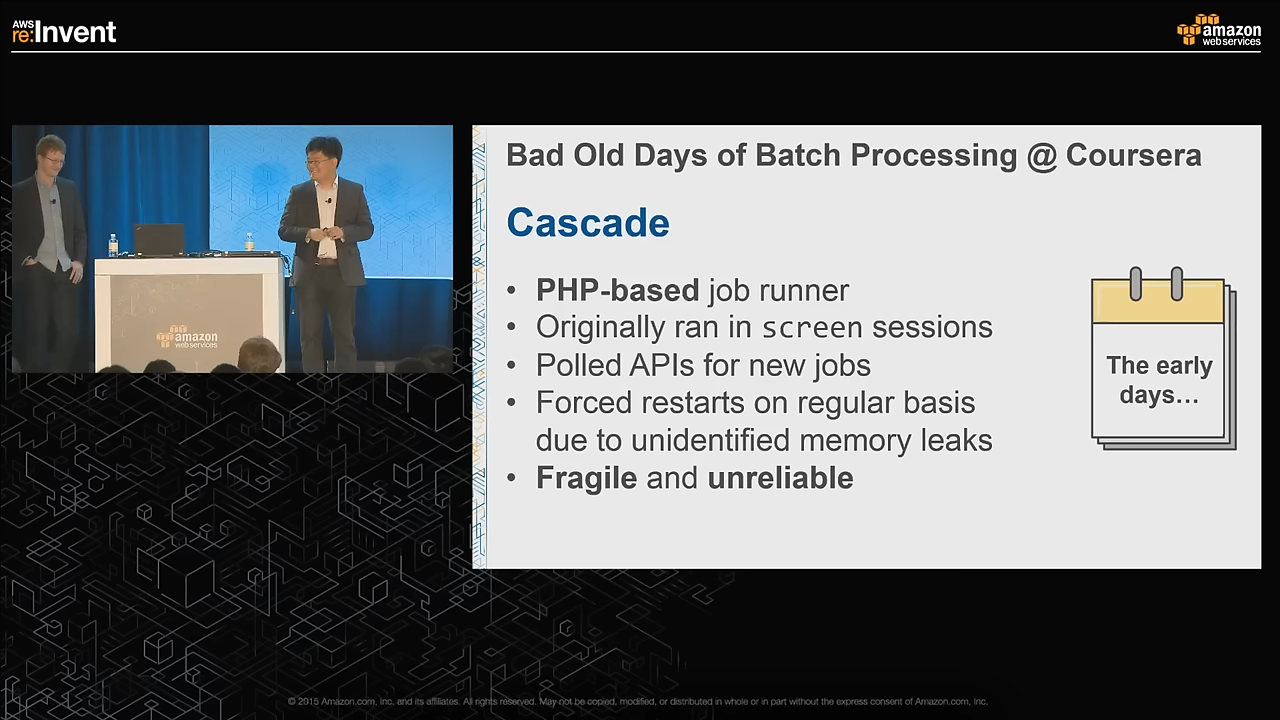 AWS
re:Invent
amazon
web services
Bad Old Days of Batch Processing @ Coursera
Cascade
• PHP-based job runner
• Originally ran in screen sessions
• Polled APIs for new jobs
• Forced restarts on regular basis
due to unidentified memory leaks
• Fragile and unreliable
The early
days…
amazon
web services
© 2015 Amazon.com, Inc. and its affiliates. All rights reserved. May not be copied, modified, or distributed in whole or in part without the express consent of Amazon.com, Inc.